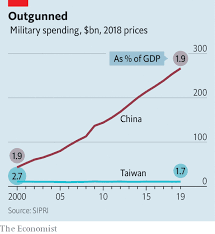 Outgunned
Military spending, $bn, 2018 prices
300
As % of GDP
1.9
200
China
100
1.9
2.7
Taiwan
1.7
0
2000
05
10
15
19
Source: SIPRI
The Economist